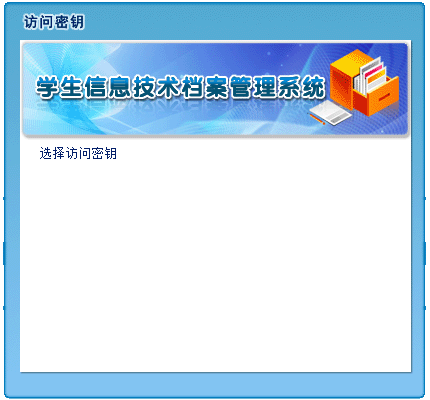 访问密钥
学生信息技术档案管理系统
选择访问密钥